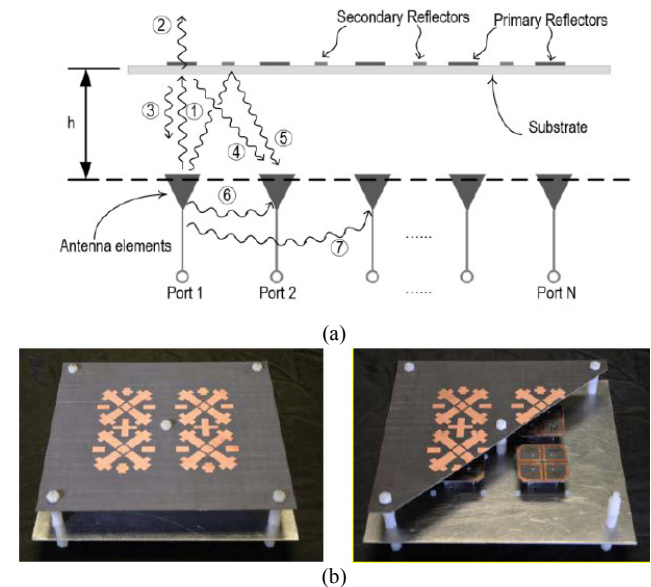 Secondary Reflectors Primary Reflectors
②
h
③ ① ④ ⑤
Substrate
⑥
Antenna elements
⑦
......
Port 1 Port 2 ...... Port N
(a)
(b)